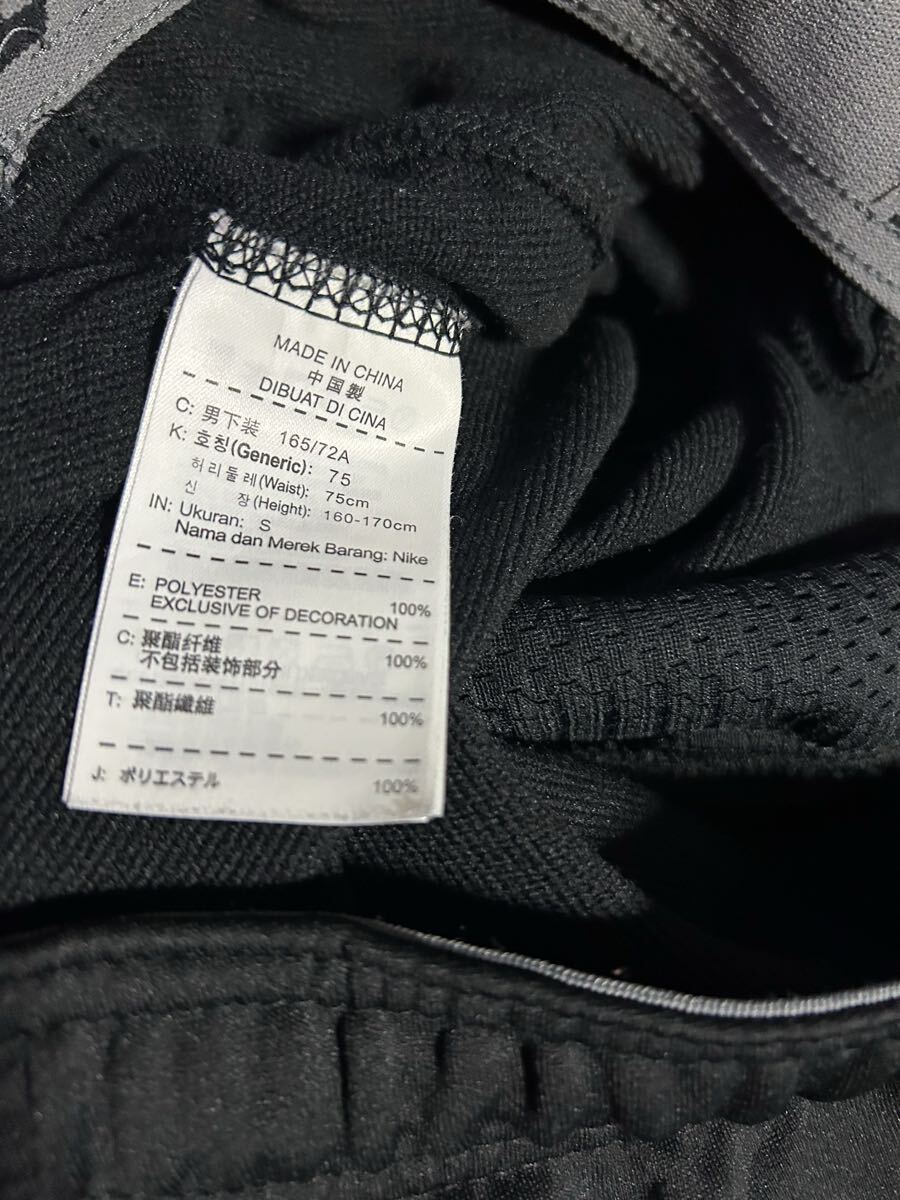 MADE IN CHINA
中国製
DIBUAT DI CINA
C: 男下装 165/72A
K: 호칭(Generic): 75
허리둘레(Waist): 75cm
신 장(Height): 160-170cm
IN: Ukuran: S
Nama dan Merek Barang: Nike
E: POLYESTER 100%
EXCLUSIVE OF DECORATION
C: 聚酯纤维 100%
不包括装饰部分
T: 聚酯纖維 100%
J: ポリエステル 100%